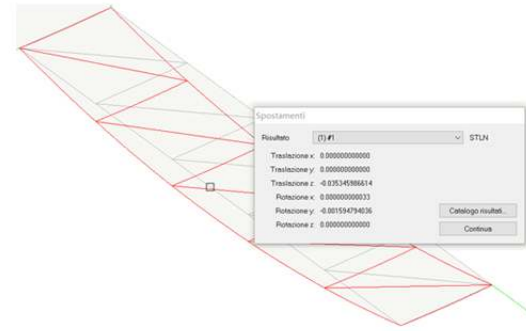 Spostamenti
Risultato (1) #1 STLN
Traslazione x: 0.000000000000
Traslazione y: 0.000000000000
Traslazione z: -0.035345986614
Rotazione x: 0.000000000033
Rotazione y: -0.001594794036 Catalogo risultati...
Rotazione z: 0.000000000000 Continua